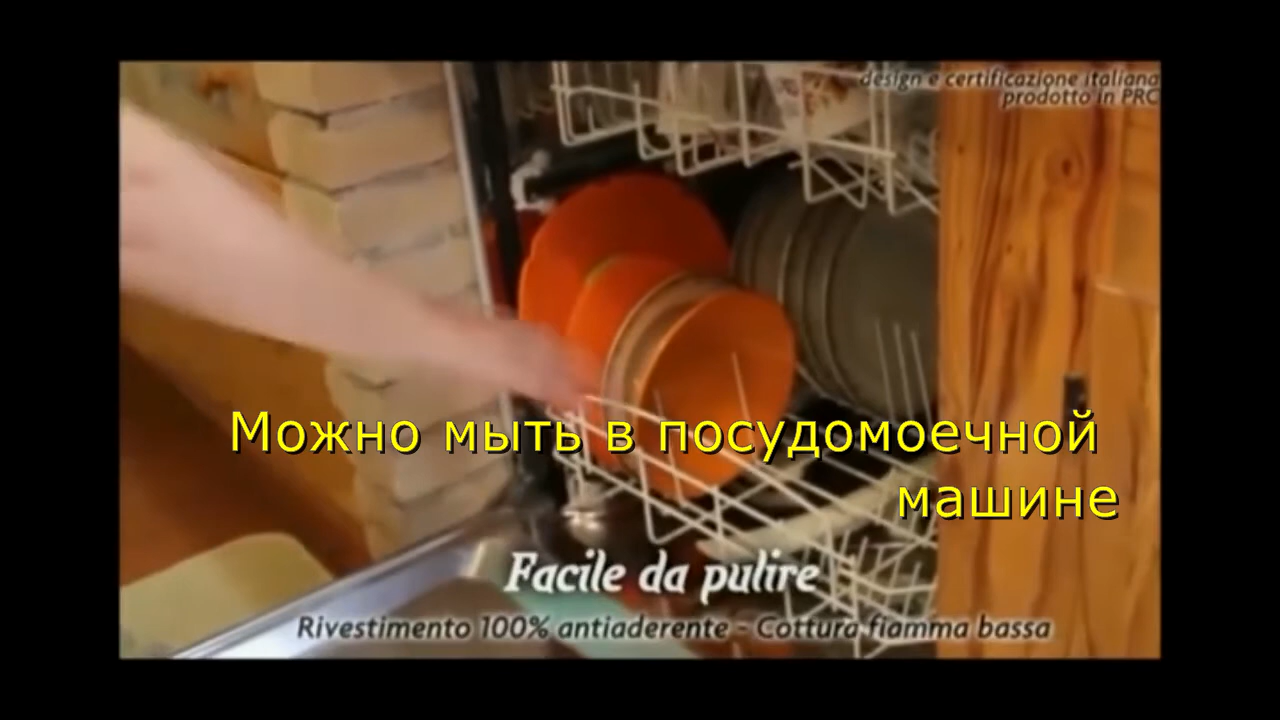 design e certificazione italiana
prodotto in PRC
Можно мыть в посудомоечной
машине
Facile da pulire
Rivestimento 100% antiaderente - Cottura fiamma bassa